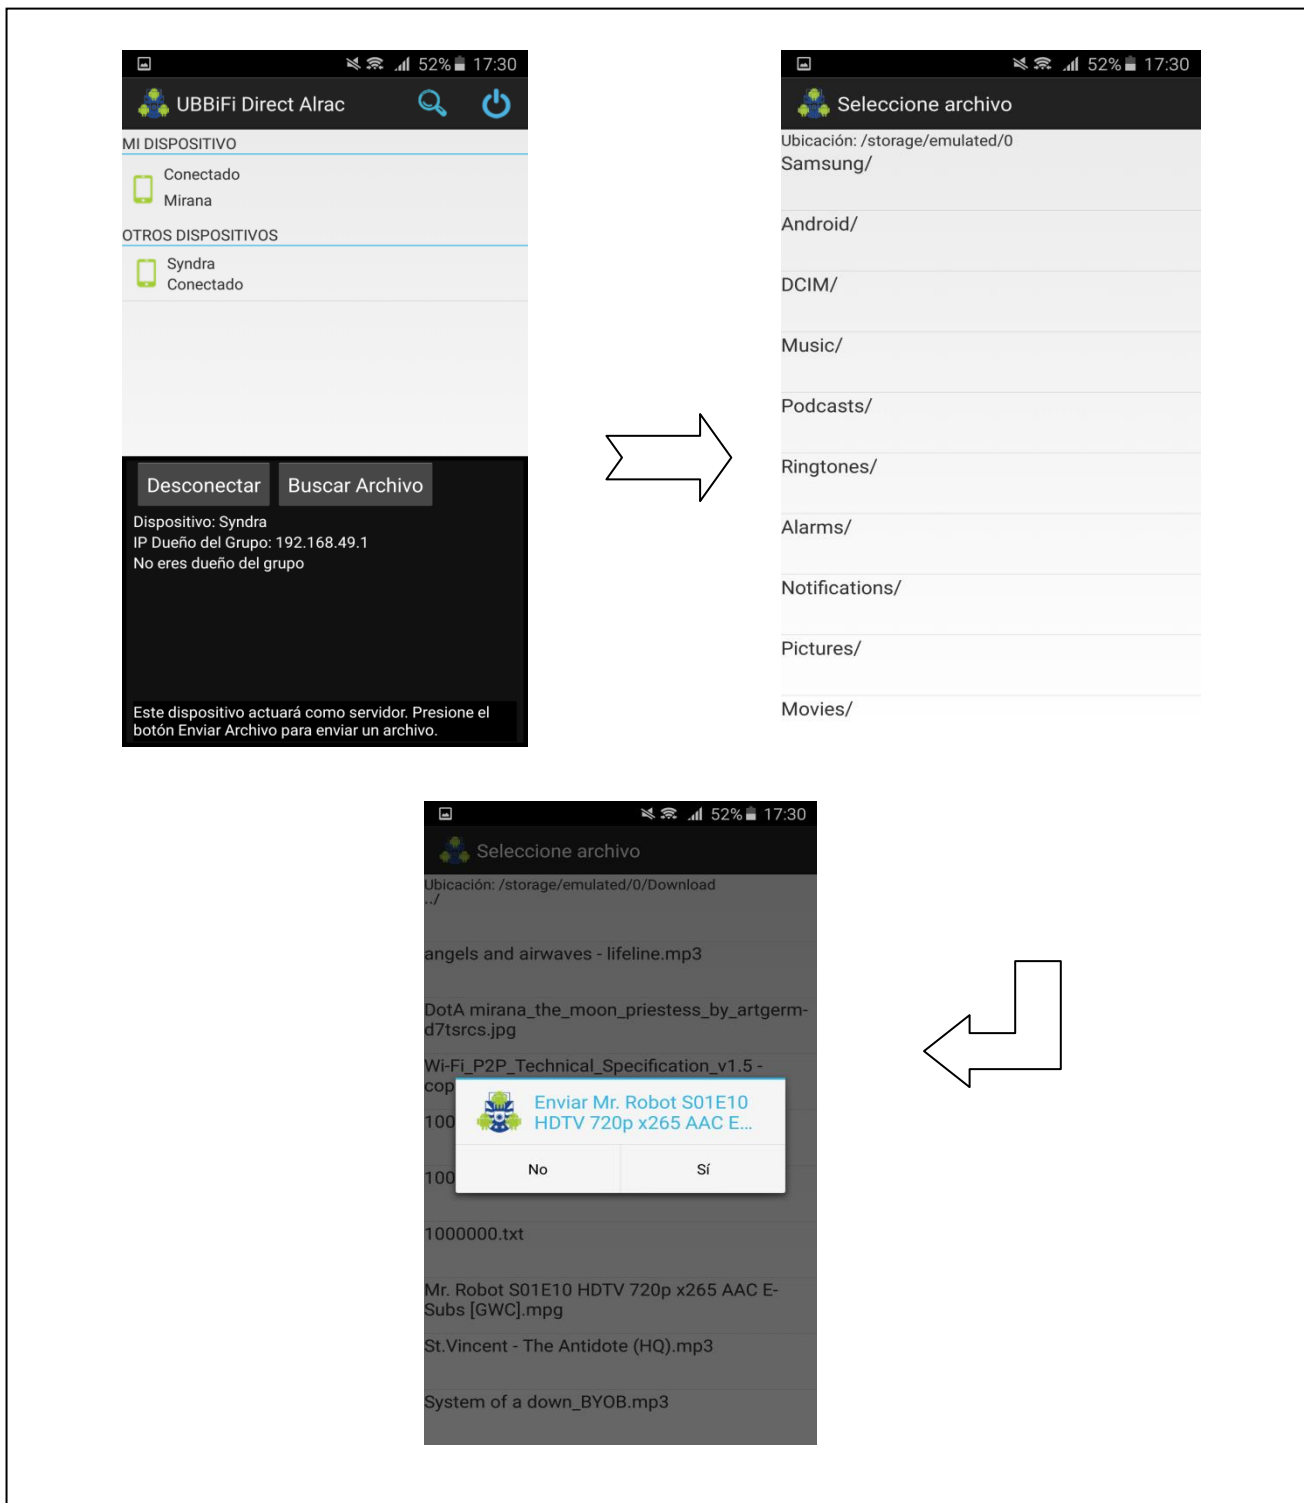 52% 17:30
UBBiFi Direct Alrac
MI DISPOSITIVO
Conectado
Mirana
OTROS DISPOSITIVOS
Syndra
Conectado
Desconectar Buscar Archivo
Dispositivo: Syndra
IP Dueño del Grupo: 192.168.49.1
No eres dueño del grupo
Este dispositivo actuará como servidor. Presione el
botón Enviar Archivo para enviar un archivo.
52% 17:30
Seleccione archivo
Ubicación: /storage/emulated/0
Samsung/
Android/
DCIM/
Music/
Podcasts/
Ringtones/
Alarms/
Notifications/
Pictures/
Movies/
52% 17:30
Seleccione archivo
Ubicación: /storage/emulated/0/Download
../
angels and airwaves - lifeline.mp3
DotA mirana_the_moon_priestess_by_artgerm-
d7tsrcs.jpg
Wi-Fi_P2P_Technical_Specification_v1.5 -
cop
100
100
Enviar Mr. Robot S01E10
HDTV 720p x265 AAC E...
No Sí
1000000.txt
Mr. Robot S01E10 HDTV 720p x265 AAC E-
Subs [GWC].mpg
St.Vincent - The Antidote (HQ).mp3
System of a down_BYOB.mp3